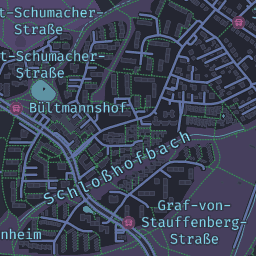 t-Schumacher-
Straße
t-Schumacher-
Straße
Bültmannshof
Schloßhofbach
Graf-von-
Stauffenberg-
Straße
nheim